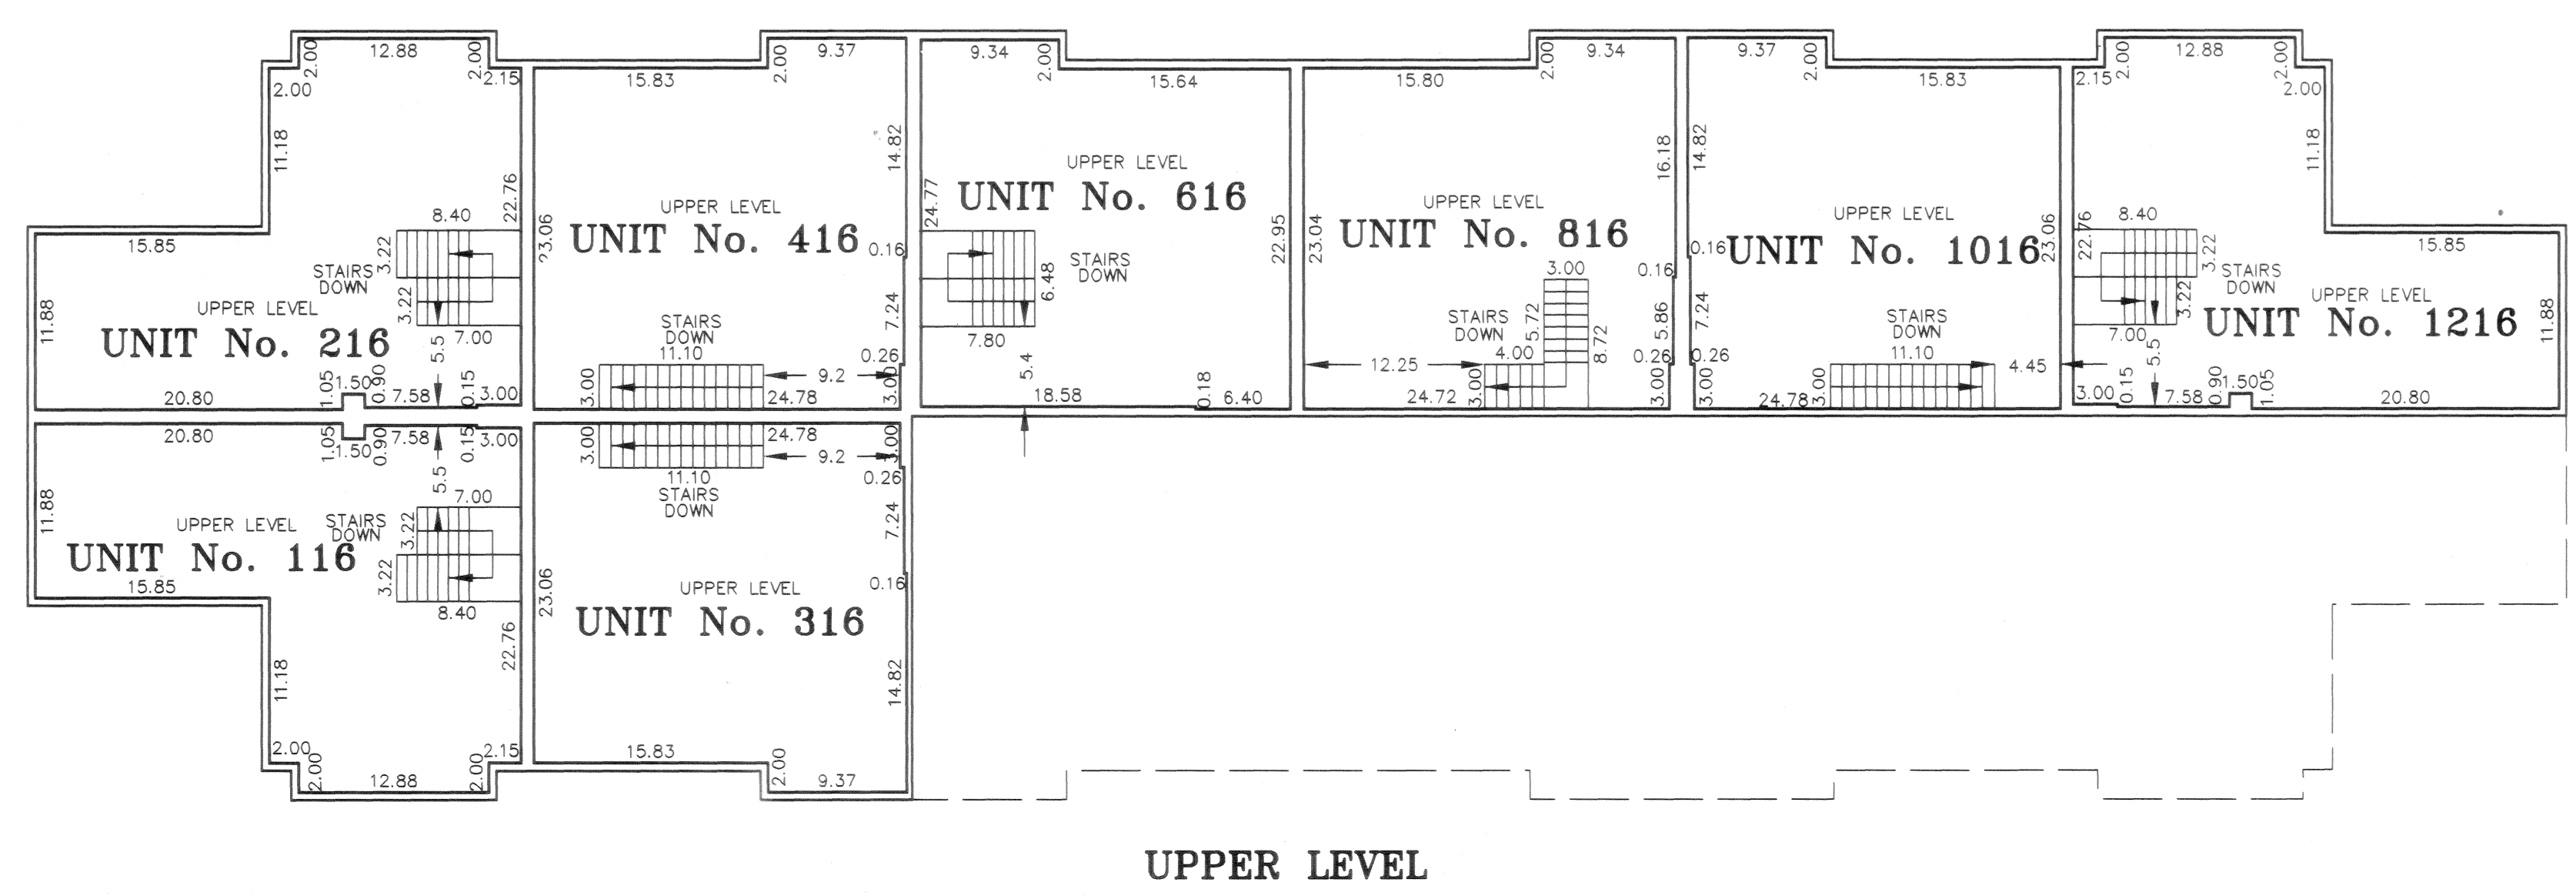 2.00 12.88 2.00 2.15
2.00
11.18
22.76
8.40
3.22
15.85
STAIRS
DOWN
3.22
7.00
11.88
UPPER LEVEL
UNIT No. 216
5.5
20.80 1.05 1.50 0.90 7.58 0.15 3.00
15.83 2.00 9.37
14.82
23.06
UPPER LEVEL
UNIT No. 416
0.16
7.24
STAIRS
DOWN
11.10
0.26
3.00 9.2 3.00
24.78
9.34 2.00 15.64
24.77
UPPER LEVEL
UNIT No. 616
22.95
STAIRS
DOWN
6.48
7.80
5.4
18.58 0.18 6.40
15.80 2.00 9.34
16.18
23.04
UPPER LEVEL
UNIT No. 816
0.16
3.00
STAIRS
DOWN
5.72
8.72
5.86
12.25 4.00 0.26
24.72 3.00 3.00
9.37 2.00 15.83
14.82
UPPER LEVEL
UNIT No. 1016
0.16
23.06
7.24
STAIRS
DOWN
0.26 11.10 4.45
3.00 24.78 3.00
2.15 2.00 12.88 2.00
2.00
11.18
22.76
8.40
3.22
15.85
STAIRS
DOWN
3.22
7.00
UPPER LEVEL
UNIT No. 1216
11.88
5.5
3.00 0.15 7.58 0.90 1.50 1.05 20.80
20.80 1.05 1.50 0.90 7.58 0.15 3.00
5.5
7.00
11.88
UPPER LEVEL
UNIT No. 116
STAIRS
DOWN
3.22
3.22
15.85
8.40
22.76
11.18
2.00 2.15
2.00 12.88 2.00
3.00 24.78 3.00
9.2
11.10 0.26
STAIRS
DOWN
7.24
23.06
UPPER LEVEL
UNIT No. 316
0.16
14.82
15.83 2.00 9.37
UPPER LEVEL